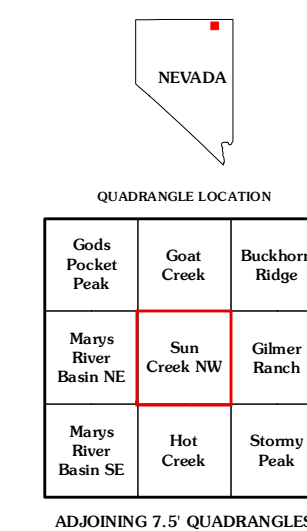 NEVADA
QUADRANGLE LOCATION
Gods
Pocket
Peak
Goat
Creek
Buckhorn
Ridge
Marys
River
Basin NE
Sun
Creek NW
Gilmer
Ranch
Marys
River
Basin SE
Hot
Creek
Stormy
Peak
ADJOINING 7.5' QUADRANGLES